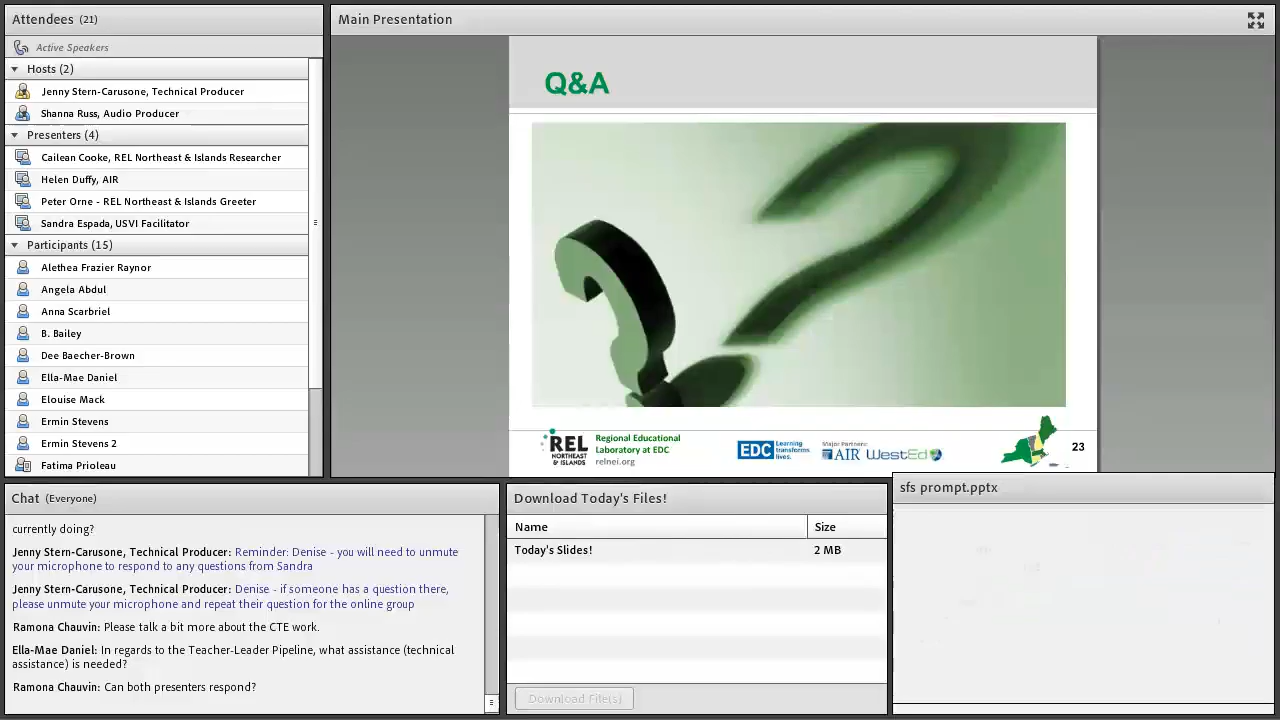 Attendees (21)
Active Speakers
Hosts (2)
Jenny Stern-Carusone, Technical Producer
Shanna Russ, Audio Producer
Presenters (4)
Cailean Cooke, REL Northeast & Islands Researcher
Helen Duffy, AIR
Peter Orne - REL Northeast & Islands Greeter
Sandra Espada, USVI Facilitator
Participants (15)
Alethea Frazier Raynor
Angela Abdul
Anna Scarbriel
B. Bailey
Dee Baecher-Brown
Ella-Mae Daniel
Elouise Mack
Ermin Stevens
Ermin Stevens 2
Fatima Prioleau
Main Presentation
Q&A
REL
NORTHEAST
& ISLANDS
Regional Educational
Laboratory at EDC
relnei.org
EDC
Learning
transforms
lives.
Major Partners:
AIR WestEd
23
Chat (Everyone)
currently doing?
Jenny Stern-Carusone, Technical Producer: Reminder: Denise - you will need to unmute
your microphone to respond to any questions from Sandra
Jenny Stern-Carusone, Technical Producer: Denise - if someone has a question there,
please unmute your microphone and repeat their question for the online group
Ramona Chauvin: Please talk a bit more about the CTE work.
Ella-Mae Daniel: In regards to the Teacher-Leader Pipeline, what assistance (technical
assistance) is needed?
Ramona Chauvin: Can both presenters respond?
Download Today's Files!
Name Size
Today's Slides! 2 MB
Download File(s)
sfs prompt.pptx